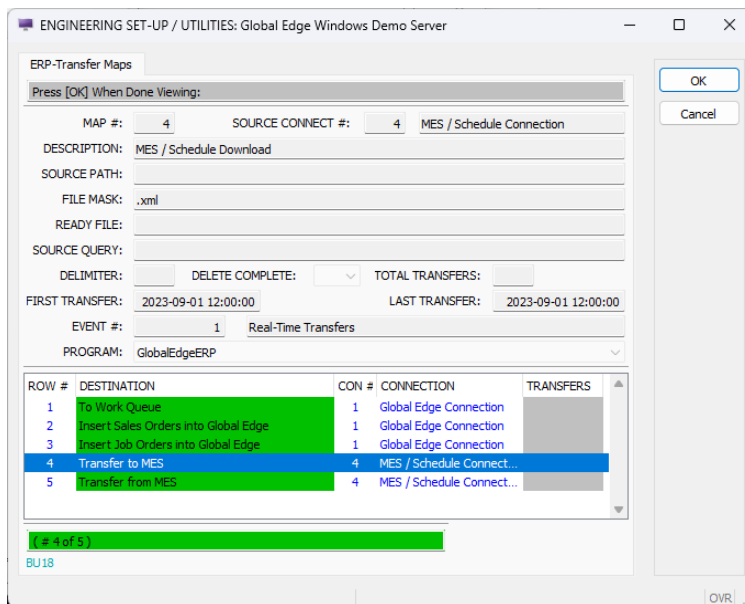 ENGINEERING SET-UP / UTILITIES: Global Edge Windows Demo Server
ERP-Transfer Maps
OK
Press [OK] When Done Viewing:
Cancel
MAP #: 4 SOURCE CONNECT #: 4 MES / Schedule Connection
DESCRIPTION: MES / Schedule Download
SOURCE PATH:
FILE MASK: .xml
READY FILE:
SOURCE QUERY:
DELIMITER: DELETE COMPLETE: TOTAL TRANSFERS:
FIRST TRANSFER: 2023-09-01 12:00:00 LAST TRANSFER: 2023-09-01 12:00:00
EVENT #: 1 Real-Time Transfers
PROGRAM: GlobalEdgeERP
ROW # DESTINATION CON # CONNECTION TRANSFERS
1 To Work Queue 1 Global Edge Connection
2 Insert Sales Orders into Global Edge 1 Global Edge Connection
3 Insert Job Orders into Global Edge 1 Global Edge Connection
4 Transfer to MES 4 MES / Schedule Connect...
5 Transfer from MES 4 MES / Schedule Connect...
( # 4 of 5 )
BU18
OVR